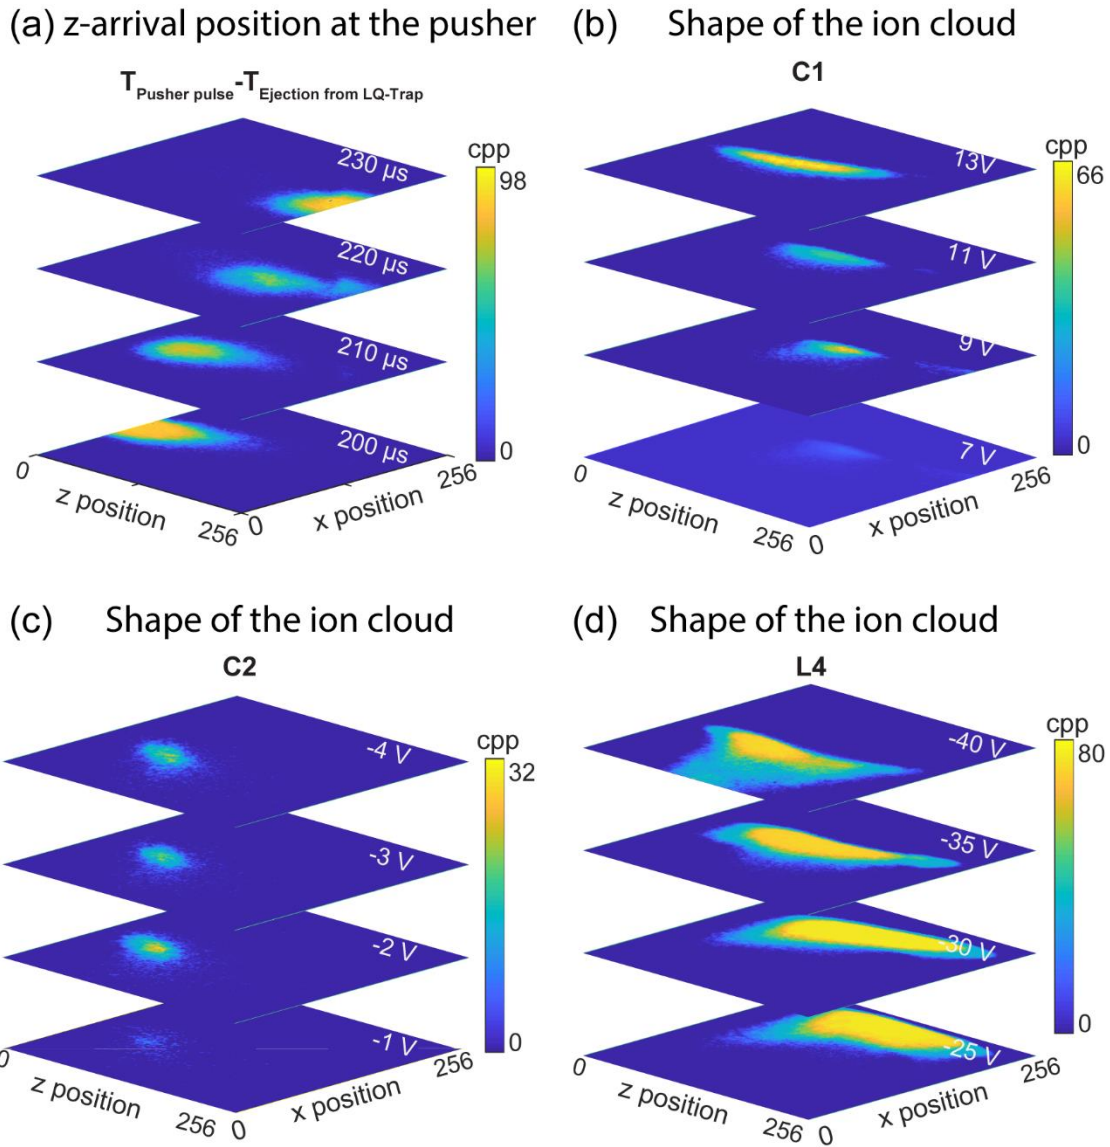 (a) z-arrival position at the pusher
T Pusher pulse-T Ejection from LQ-Trap
cpp
98
0
230 µs
220 µs
210 µs
200 µs
0
z position
256
0
x position
256
(b) Shape of the ion cloud
C1
cpp
66
0
13V
11 V
9 V
7 V
0
z position
256
0
x position
256
(c) Shape of the ion cloud
C2
cpp
32
0
-4 V
-3 V
-2 V
-1 V
0
z position
256
0
x position
256
(d) Shape of the ion cloud
L4
cpp
80
0
-40 V
-35 V
-30 V
-25 V
0
z position
256
0
x position
256